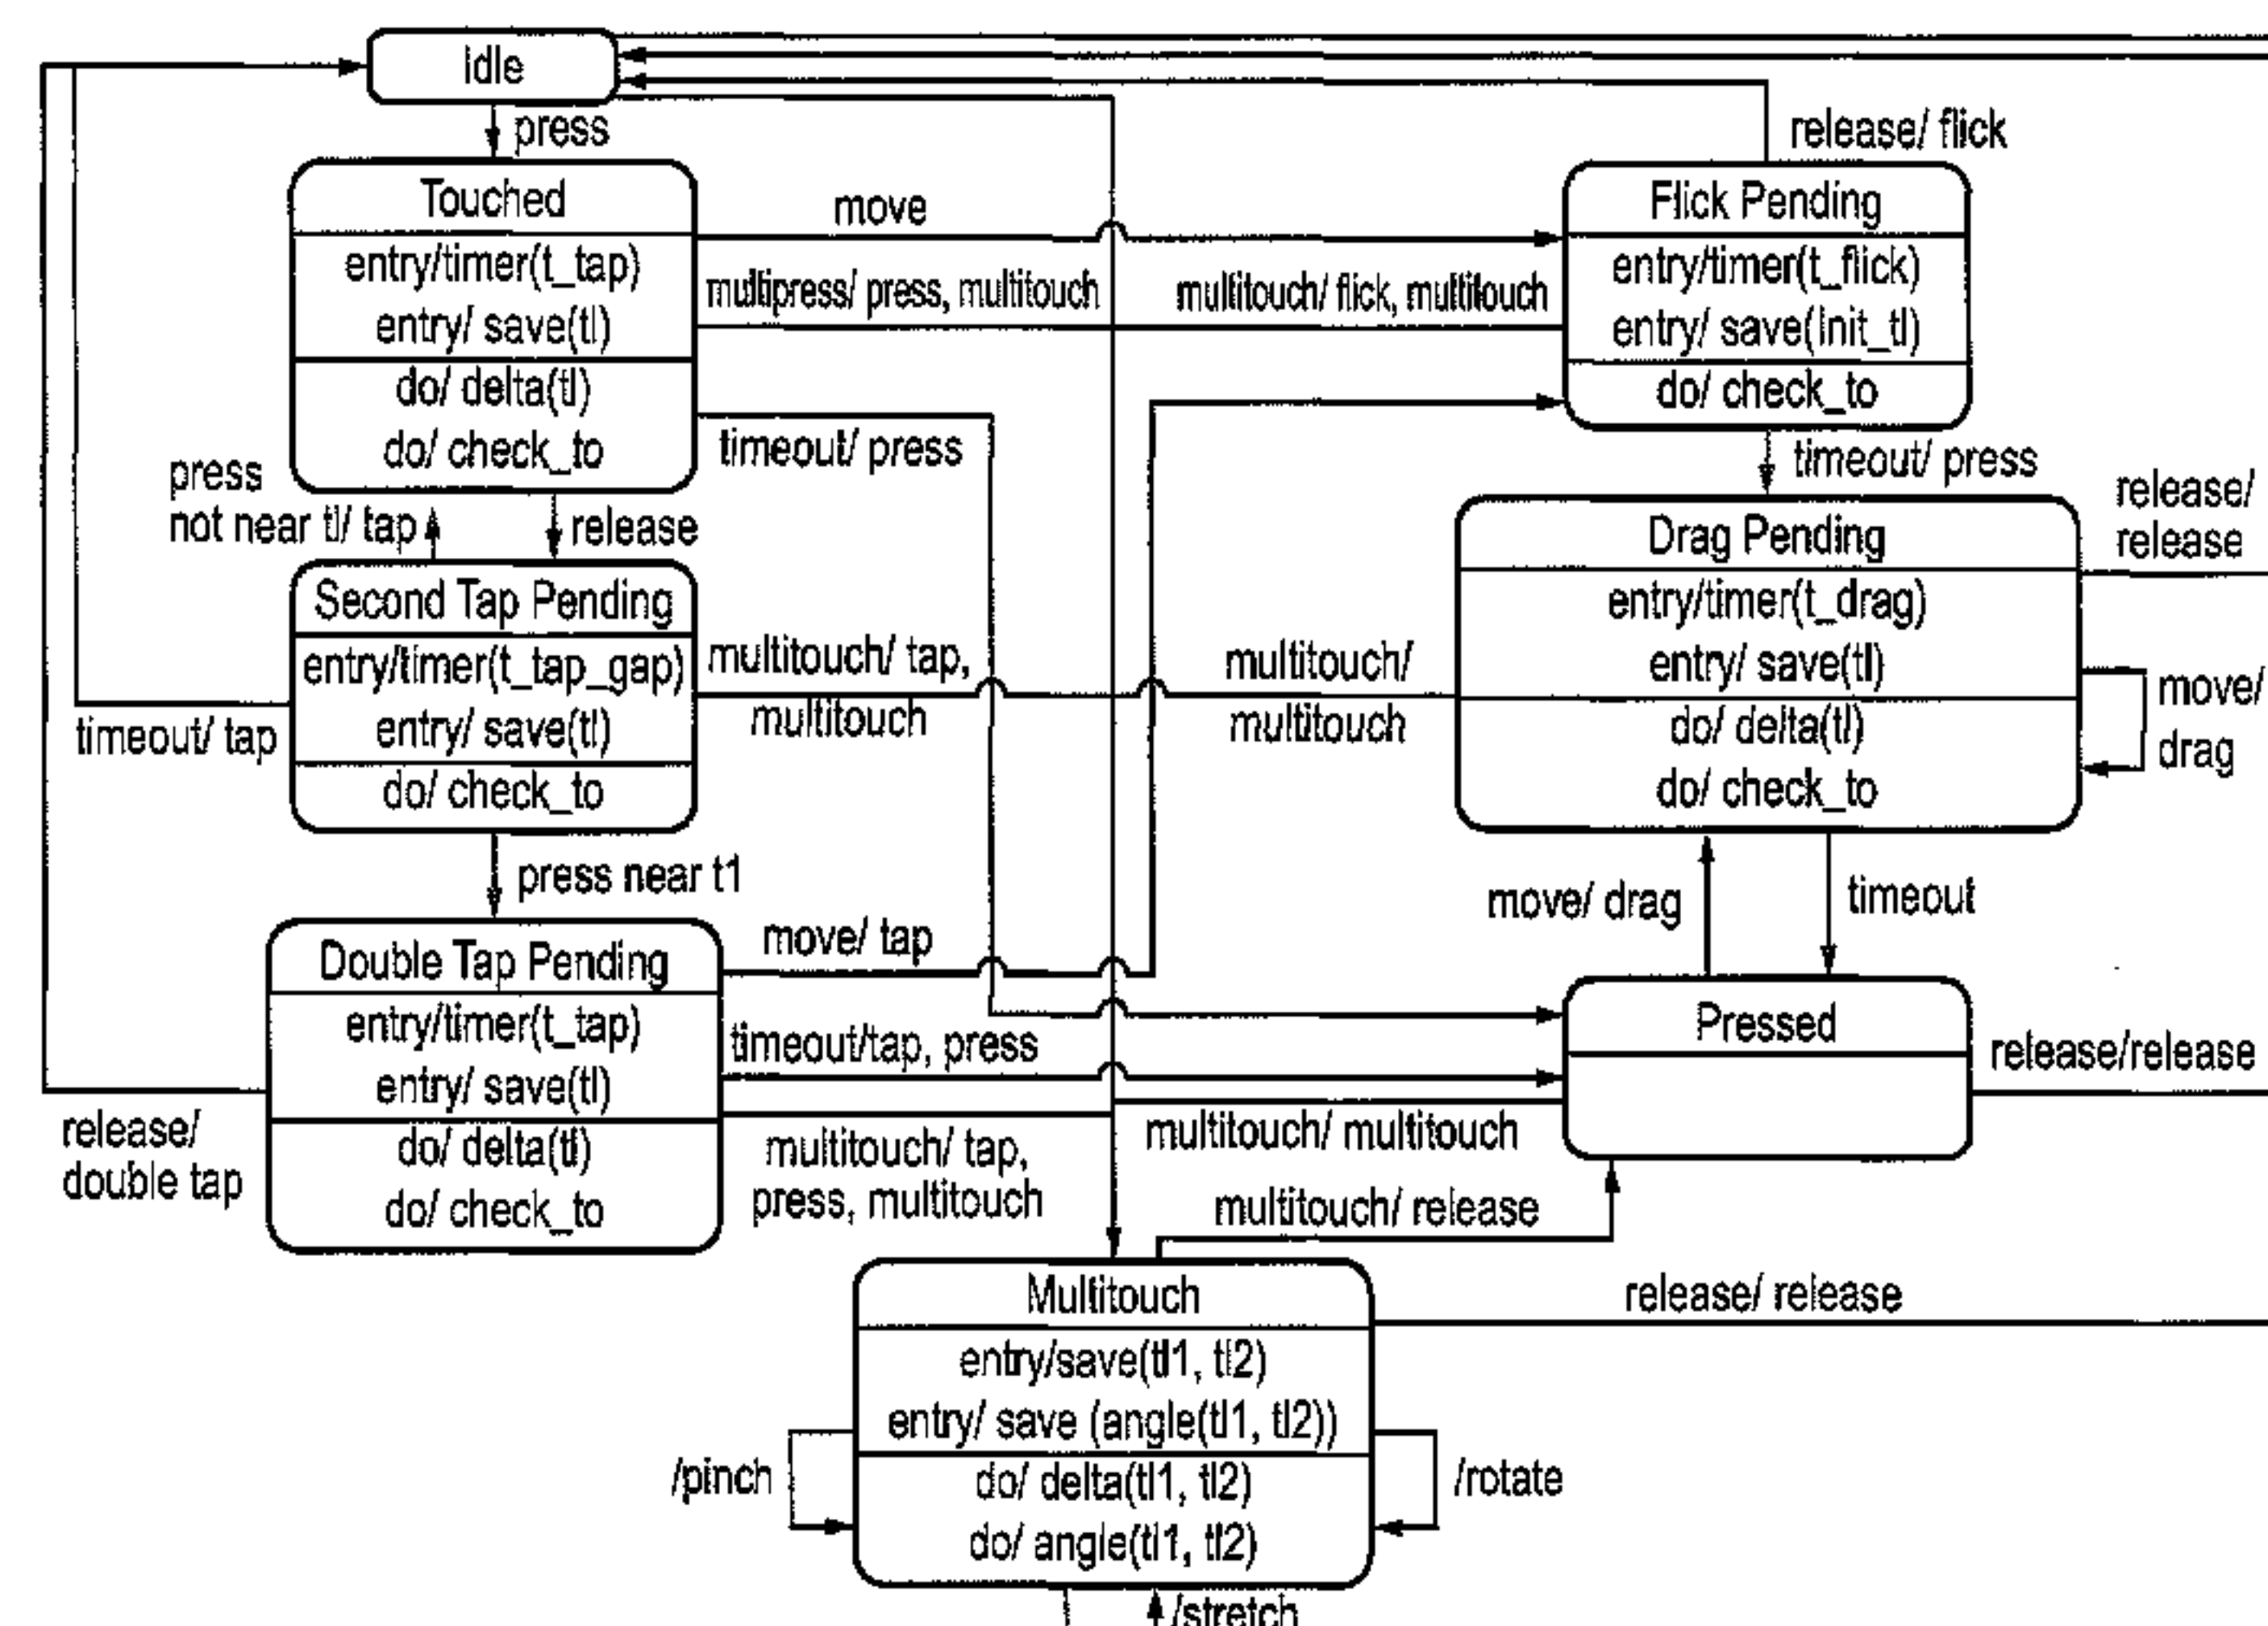 Idle
press
release/ flick
Touched
entry/timer(t_tap)
entry/ save(tl)
do/ delta(tl)
do/ check_to
move
multipress/ press, multitouch
multitouch/ flick, multitouch
timeout/ press
Flick Pending
entry/timer(t_flick)
entry/ save(Init_tl)
do/ check_to
timeout/ press
press
not near tl/ tap
release
Second Tap Pending
entry/timer(t_tap_gap)
entry/ save(tl)
do/ check_to
timeout/ tap
multitouch/ tap,
multitouch
multitouch/
multitouch
Drag Pending
entry/timer(t_drag)
entry/ save(tl)
do/ delta(tl)
do/ check_to
release/
release
move/
drag
press near t1
move/ drag
timeout
Double Tap Pending
entry/timer(t_tap)
entry/ save(tl)
do/ delta(tl)
do/ check_to
release/
double tap
move/ tap
timeout/tap, press
multitouch/ tap,
press, multitouch
Pressed
release/release
multitouch/ multitouch
multitouch/ release
Multitouch
entry/save(tl1, tl2)
entry/ save (angle(tl1, tl2))
do/ delta(tl1, tl2)
do/ angle(tl1, tl2)
release/ release
/pinch
/rotate
/stretch